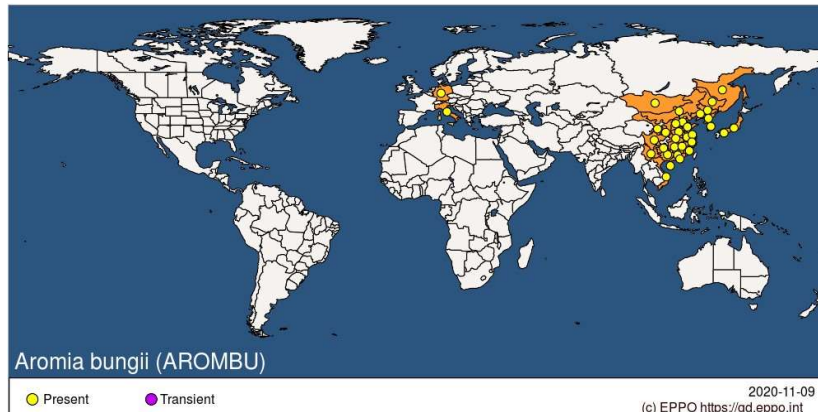 Aromia bungii (AROMBU)
Present
Transient
2020-11-09
(c) EPPO https://gd.eppo.int